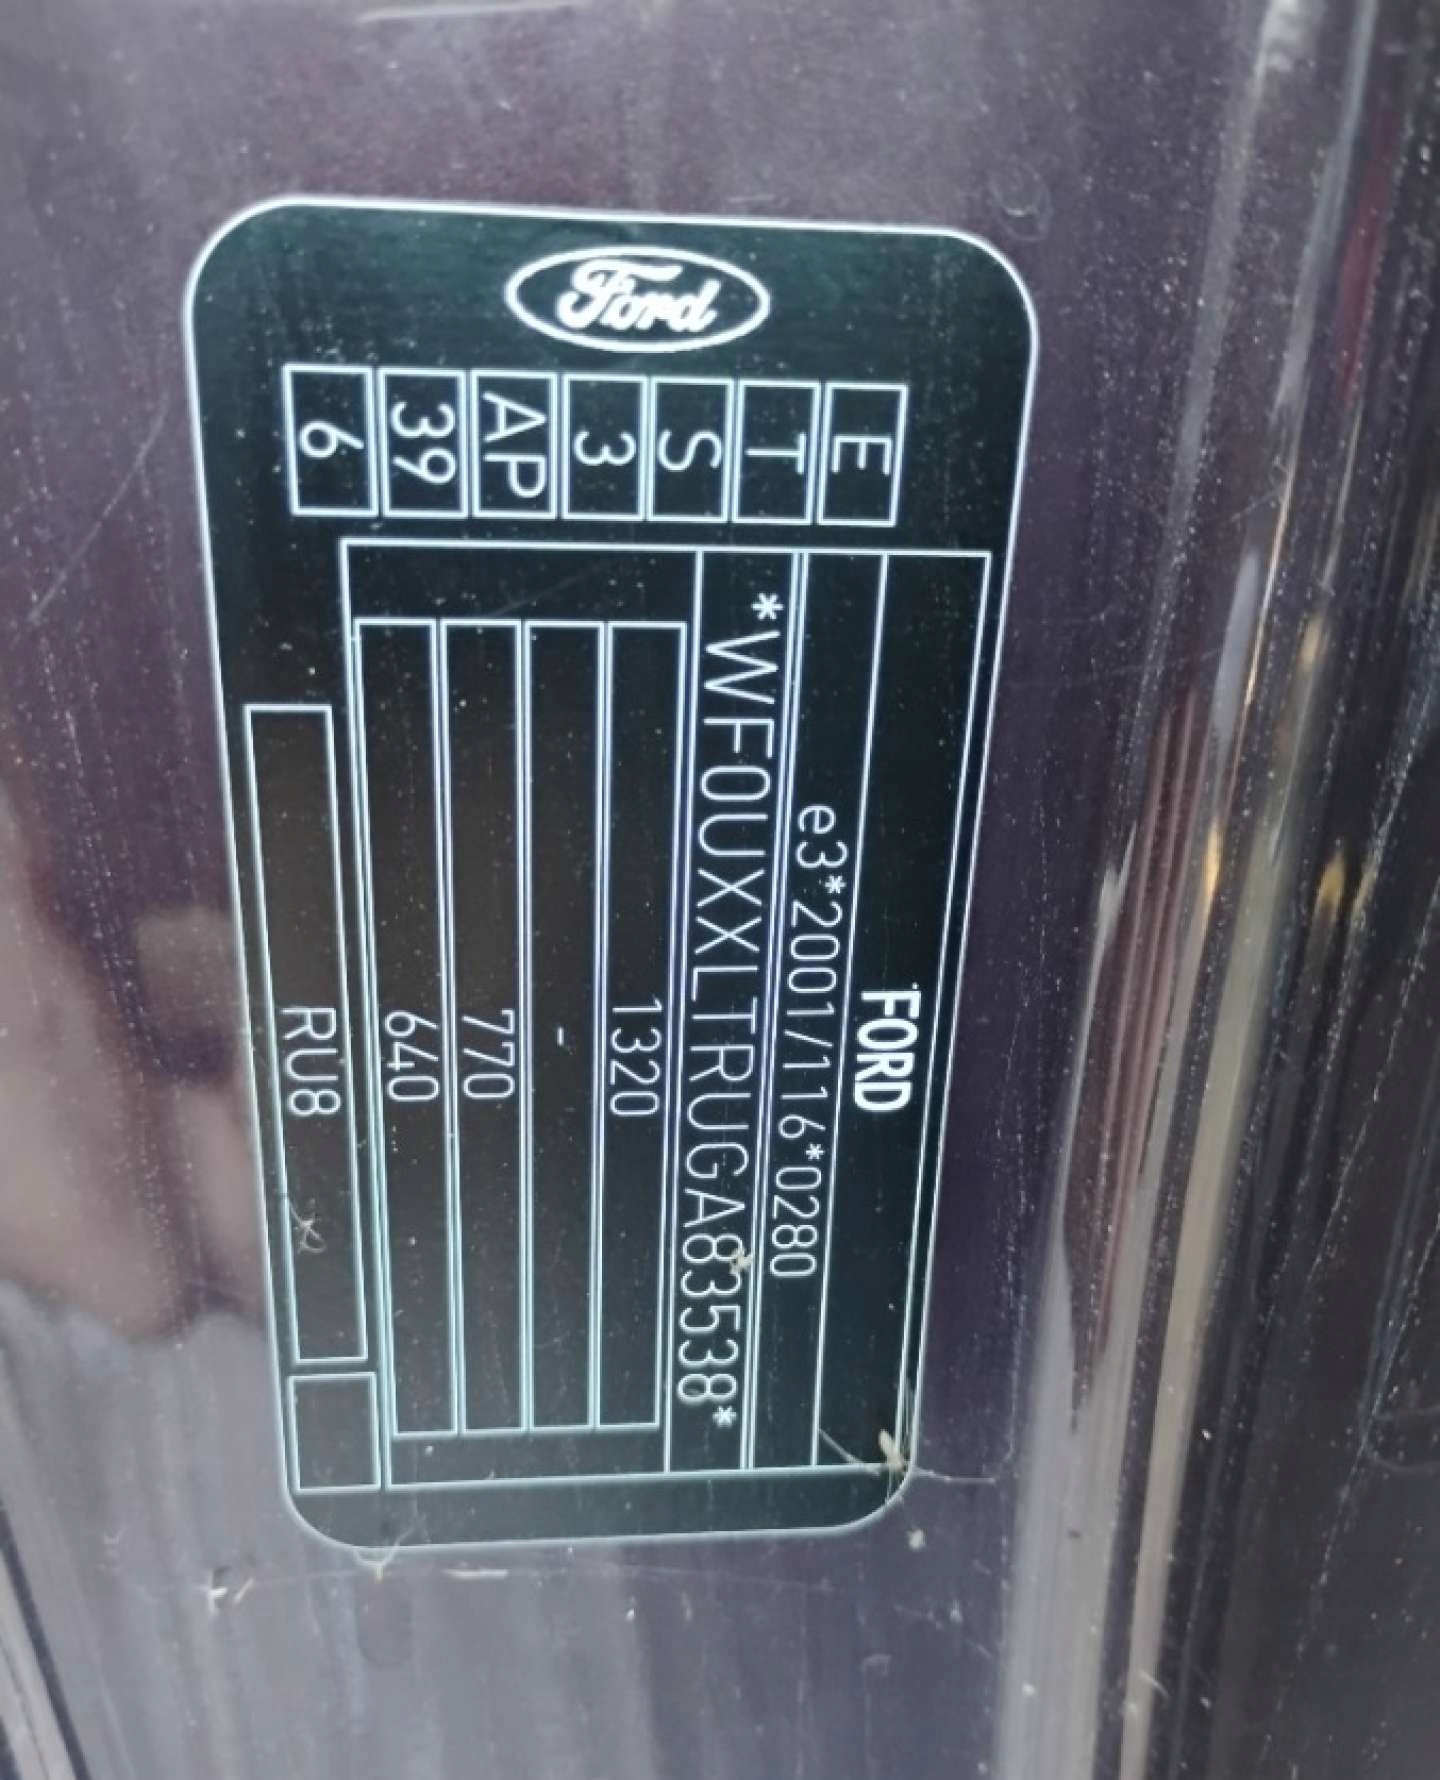 Ford
E T S 3 AP 39 6
FORD
e3*2001/116*0280
*WF0UXXLTRUGA83538*
1320
-
770
640
RU8